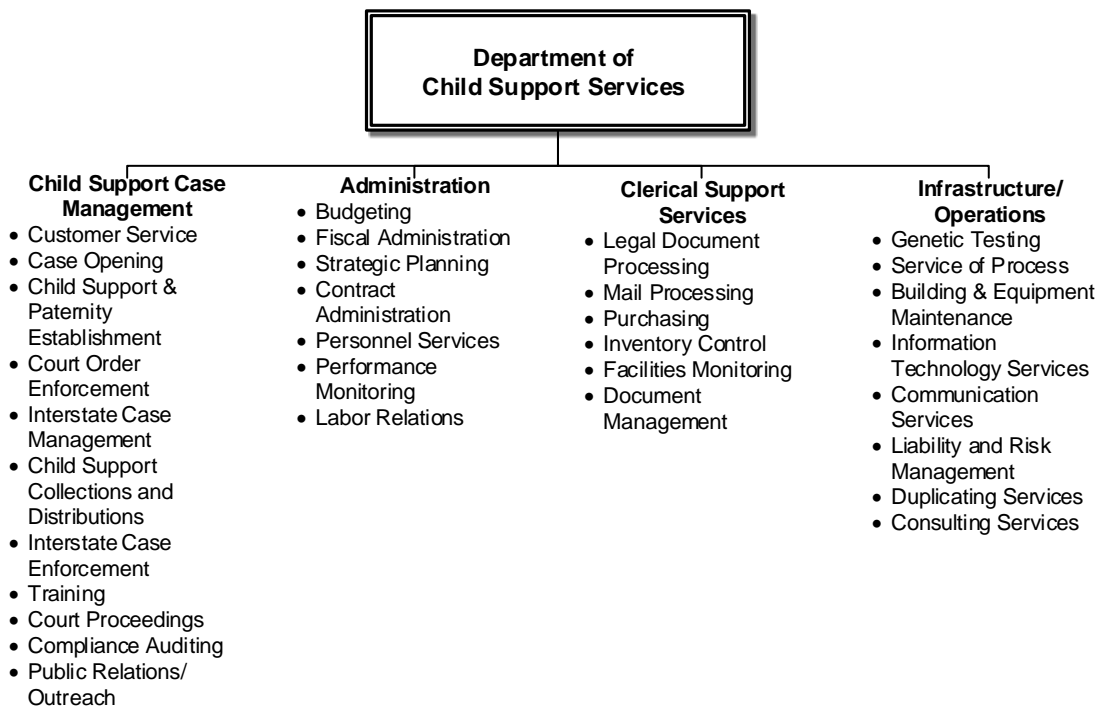 Department of
Child Support Services
Child Support Case
Management
• Customer Service
• Case Opening
• Child Support &
Paternity
Establishment
• Court Order
Enforcement
• Interstate Case
Management
• Child Support
Collections and
Distributions
• Interstate Case
Enforcement
• Training
• Court Proceedings
• Compliance Auditing
• Public Relations/
Outreach
Administration
• Budgeting
• Fiscal Administration
• Strategic Planning
• Contract
Administration
• Personnel Services
• Performance
Monitoring
• Labor Relations
Clerical Support
Services
• Legal Document
Processing
• Mail Processing
• Purchasing
• Inventory Control
• Facilities Monitoring
• Document
Management
Infrastructure/
Operations
• Genetic Testing
• Service of Process
• Building & Equipment
Maintenance
• Information
Technology Services
• Communication
Services
• Liability and Risk
Management
• Duplicating Services
• Consulting Services